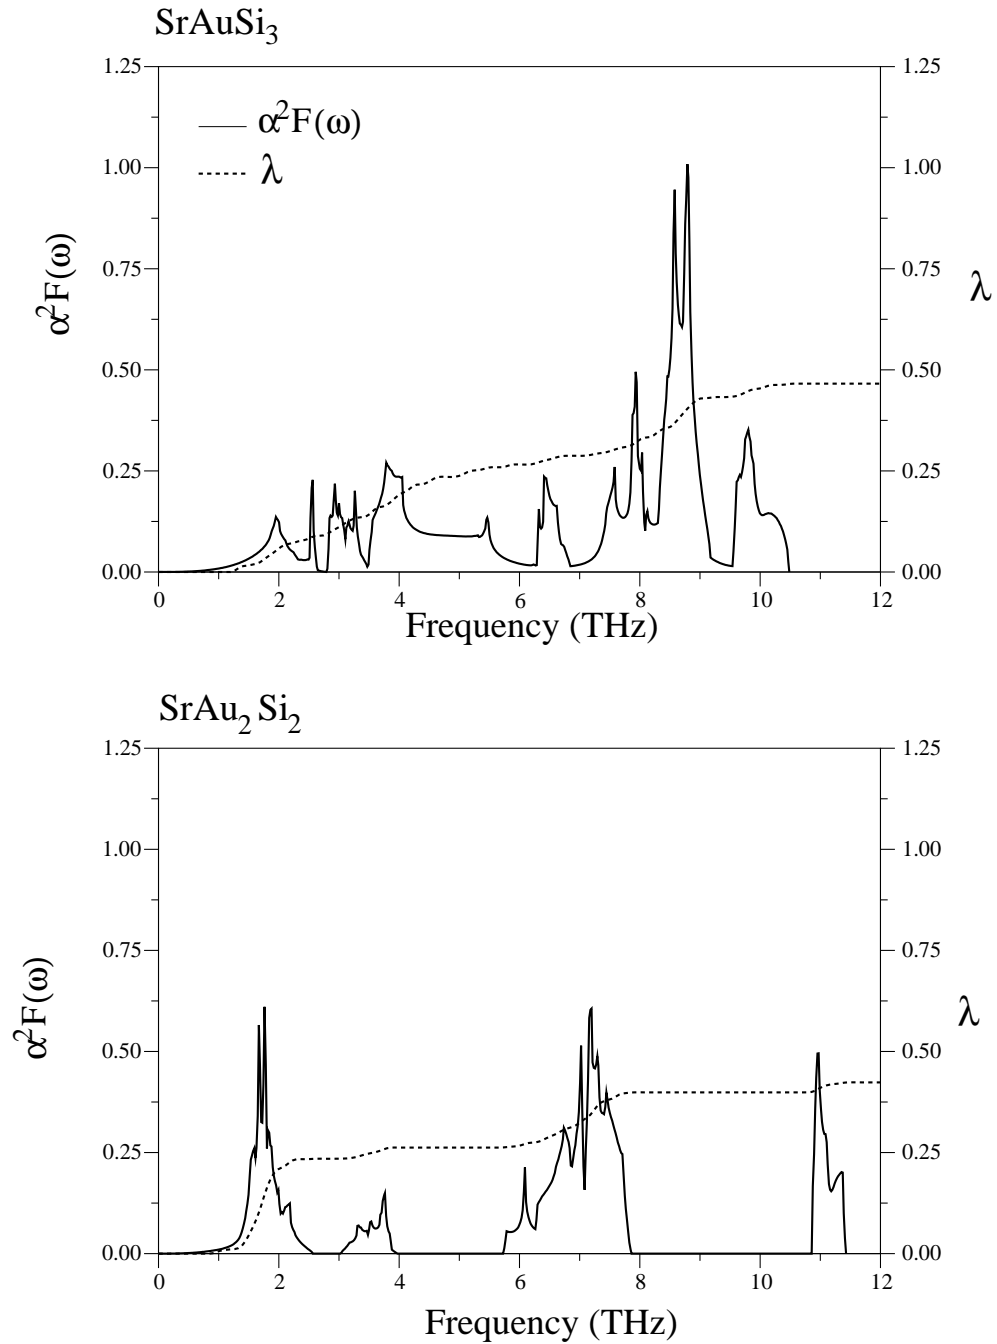 SrAuSi₃
1.25 1.25
α²F(ω)
λ
1.00 1.00
0.75 0.75
α²F(ω) λ
0.50 0.50
0.25 0.25
0.00 0.00
0 2 4 6 8 10 12
Frequency (THz)
SrAu₂Si₂
1.25 1.25
1.00 1.00
0.75 0.75
α²F(ω) λ
0.50 0.50
0.25 0.25
0.00 0.00
0 2 4 6 8 10 12
Frequency (THz)